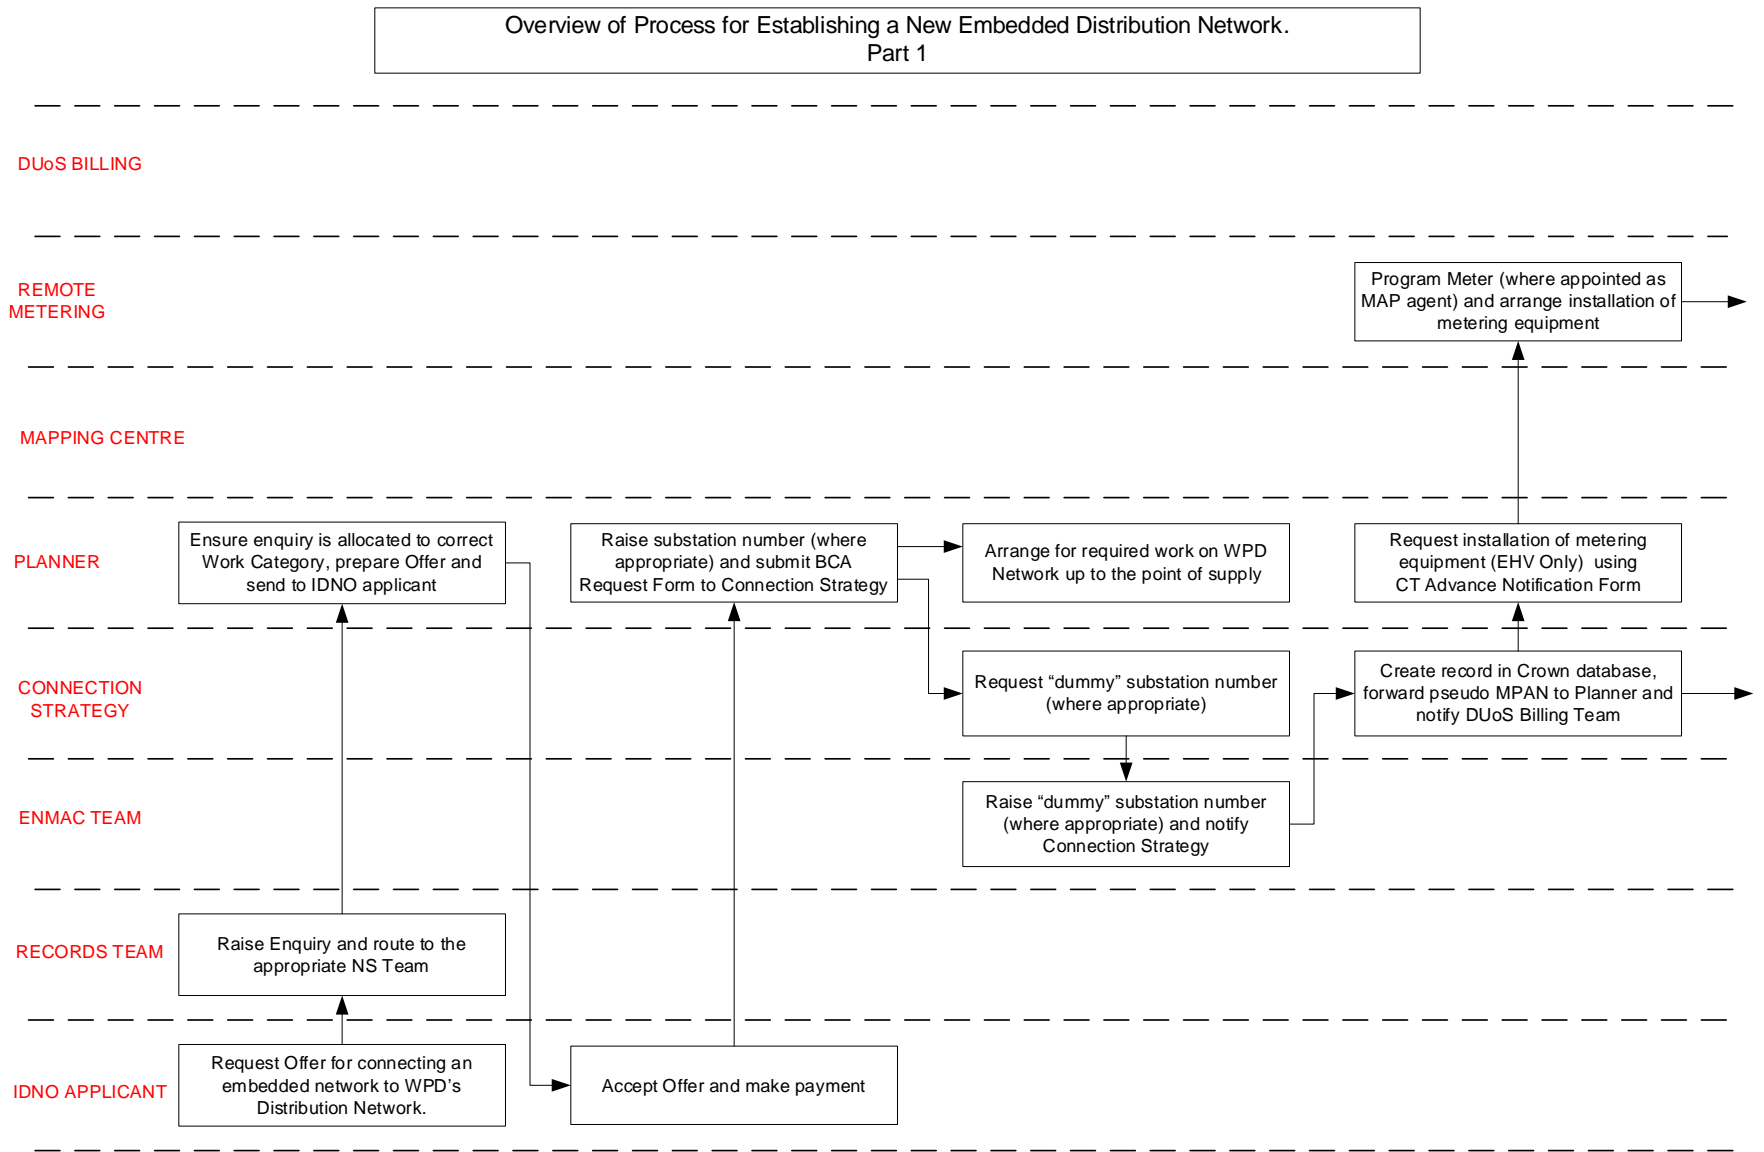 Overview of Process for Establishing a New Embedded Distribution Network.
Part 1
DUoS BILLING
REMOTE
METERING
Program Meter (where appointed as
MAP agent) and arrange installation of
metering equipment
MAPPING CENTRE
PLANNER
Ensure enquiry is allocated to correct
Work Category, prepare Offer and
send to IDNO applicant
Raise substation number (where
appropriate) and submit BCA
Request Form to Connection Strategy
Arrange for required work on WPD
Network up to the point of supply
Request installation of metering
equipment (EHV Only) using
CT Advance Notification Form
CONNECTION
STRATEGY
Request “dummy” substation number
(where appropriate)
Create record in Crown database,
forward pseudo MPAN to Planner and
notify DUoS Billing Team
ENMAC TEAM
Raise “dummy” substation number
(where appropriate) and notify
Connection Strategy
RECORDS TEAM
Raise Enquiry and route to the
appropriate NS Team
IDNO APPLICANT
Request Offer for connecting an
embedded network to WPD’s
Distribution Network.
Accept Offer and make payment